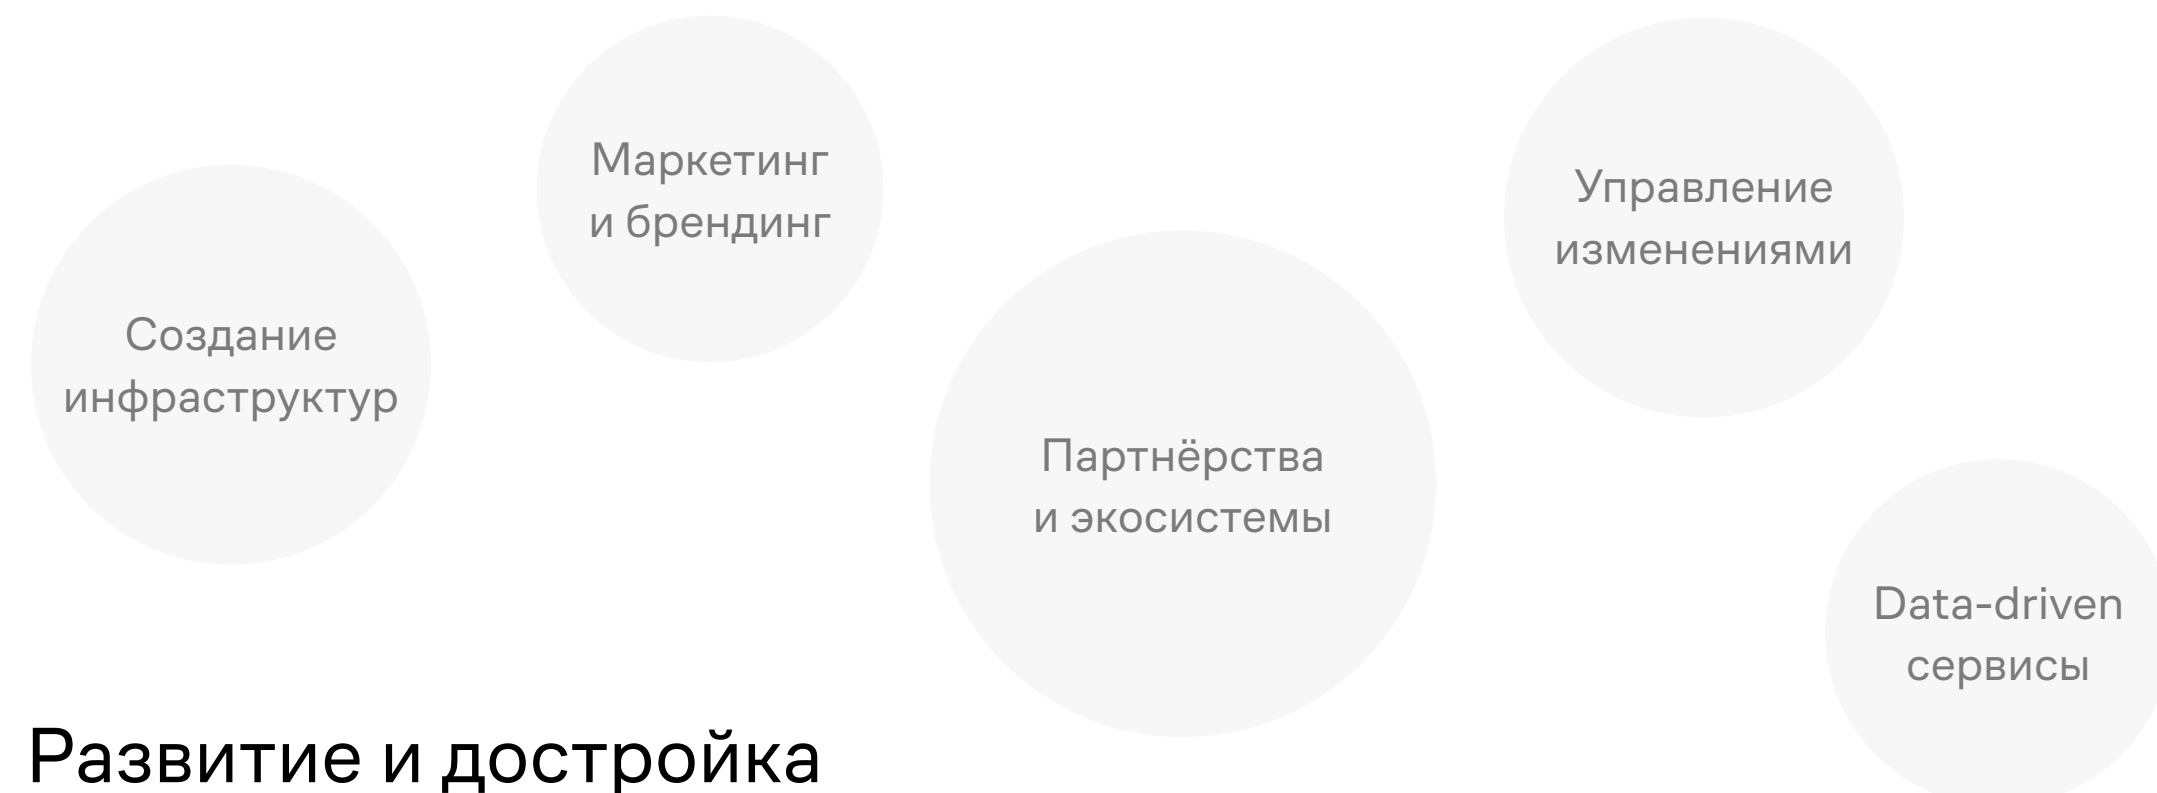 Маркетинг
и брендинг
Управление
изменениями
Создание
инфраструктур
Партнёрства
и экосистемы
Data-driven
сервисы
Развитие и достройка